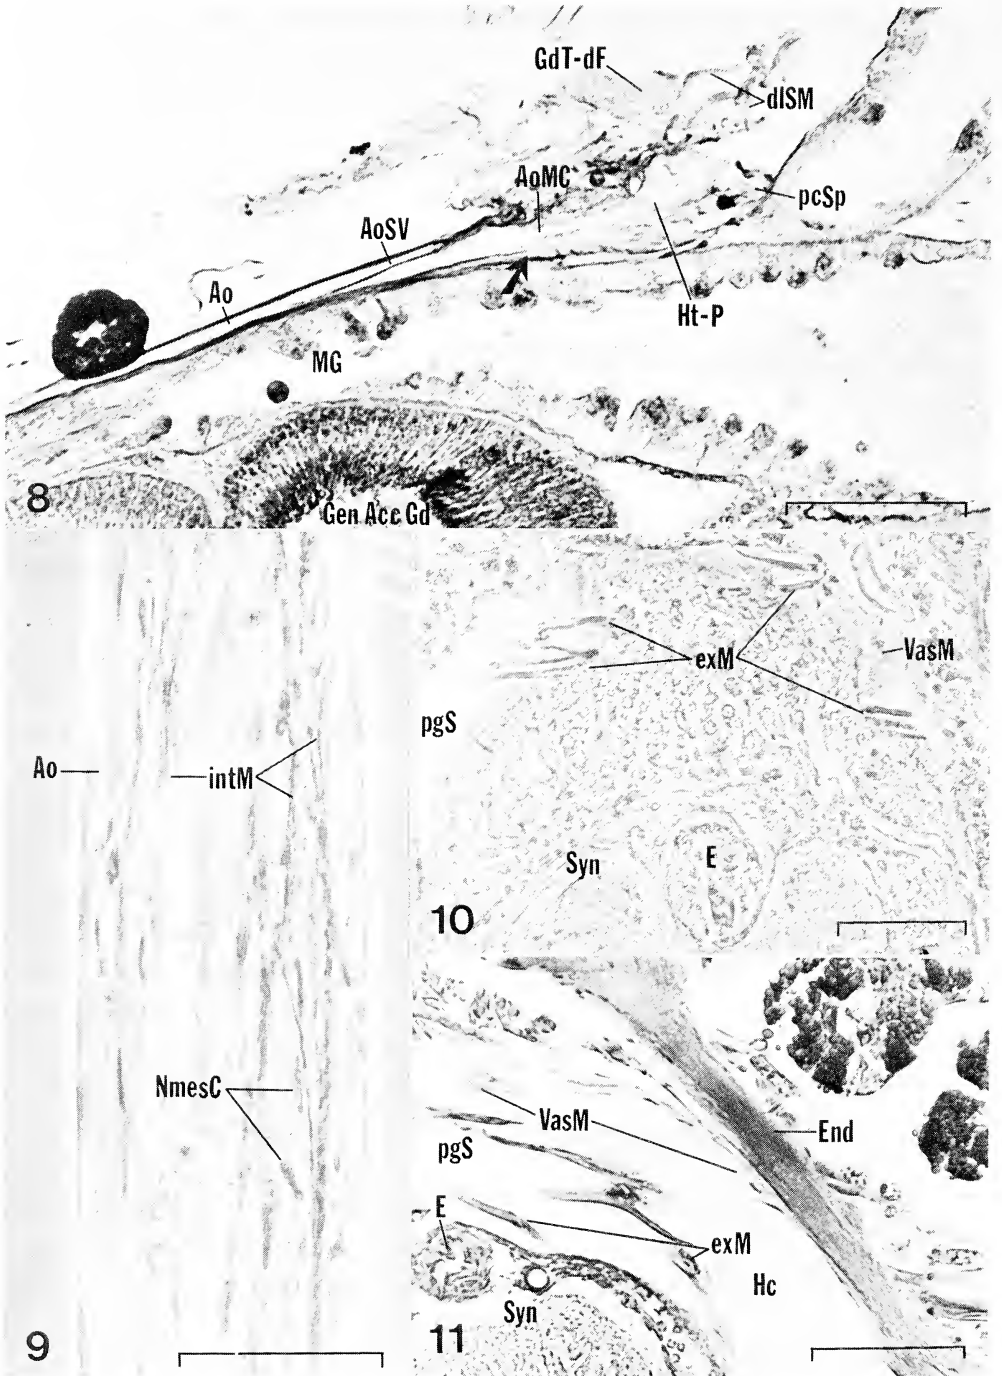 GdT-dF
dlSM
AoMC
pcSp
AoSV
Ao
Ht-P
MG
8
Gen Acc Gd
exM
VasM
pgS
Ao
intM
Syn
E
10
NmesC
VasM
End
pgS
E
exM
Hc
Syn
9
11